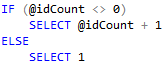 IF (@idCount <> 0)
    SELECT @idCount + 1
ELSE
    SELECT 1